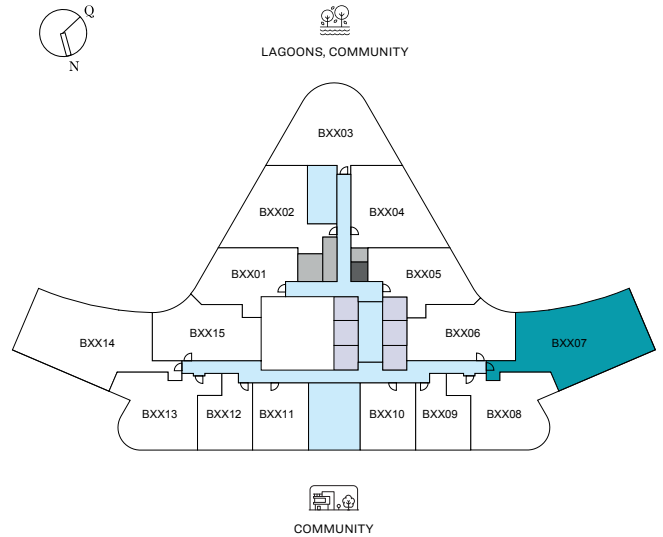 Q
N
LAGOONS, COMMUNITY
BXX03
BXX02
BXX04
BXX01
BXX05
BXX14
BXX15
BXX06
BXX07
BXX13
BXX12
BXX11
BXX10
BXX09
BXX08
COMMUNITY